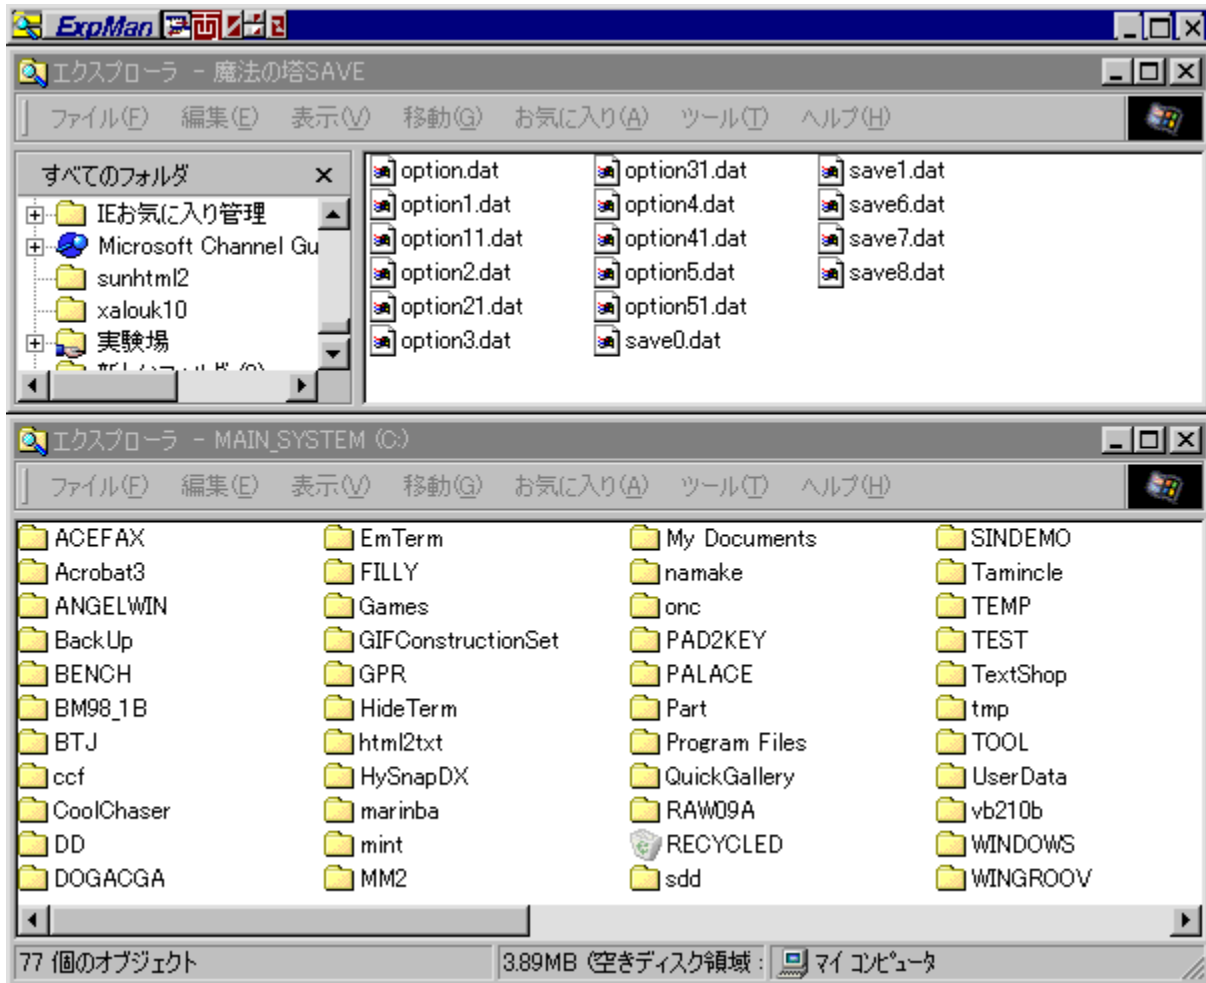 ExpMan
エクスプローラ - 魔法の塔SAVE
ファイル(F) 編集(E) 表示(V) 移動(G) お気に入り(A) ツール(T) ヘルプ(H)
すべてのフォルダ
IEお気に入り管理
Microsoft Channel Gu
sunhtml2
xalouk10
実験場
option.dat
option1.dat
option11.dat
option2.dat
option21.dat
option3.dat
option31.dat
option4.dat
option41.dat
option5.dat
option51.dat
save0.dat
save1.dat
save6.dat
save7.dat
save8.dat
エクスプローラ - MAIN_SYSTEM (C:)
ファイル(F) 編集(E) 表示(V) 移動(G) お気に入り(A) ツール(T) ヘルプ(H)
ACEFAX
Acrobat3
ANGELWIN
BackUp
BENCH
BM98_1B
BTJ
ccf
CoolChaser
DD
DOGACGA
EmTerm
FILLY
Games
GIFConstructionSet
GPR
HideTerm
html2txt
HySnapDX
marinba
mint
MM2
My Documents
namake
onc
PAD2KEY
PALACE
Part
Program Files
QuickGallery
RAW09A
RECYCLED
sdd
SINDEMO
Tamincle
TEMP
TEST
TextShop
tmp
TOOL
UserData
vb210b
WINDOWS
WINGROOV
77 個のオブジェクト
3.89MB (空きディスク領域:
マイ コンピュータ